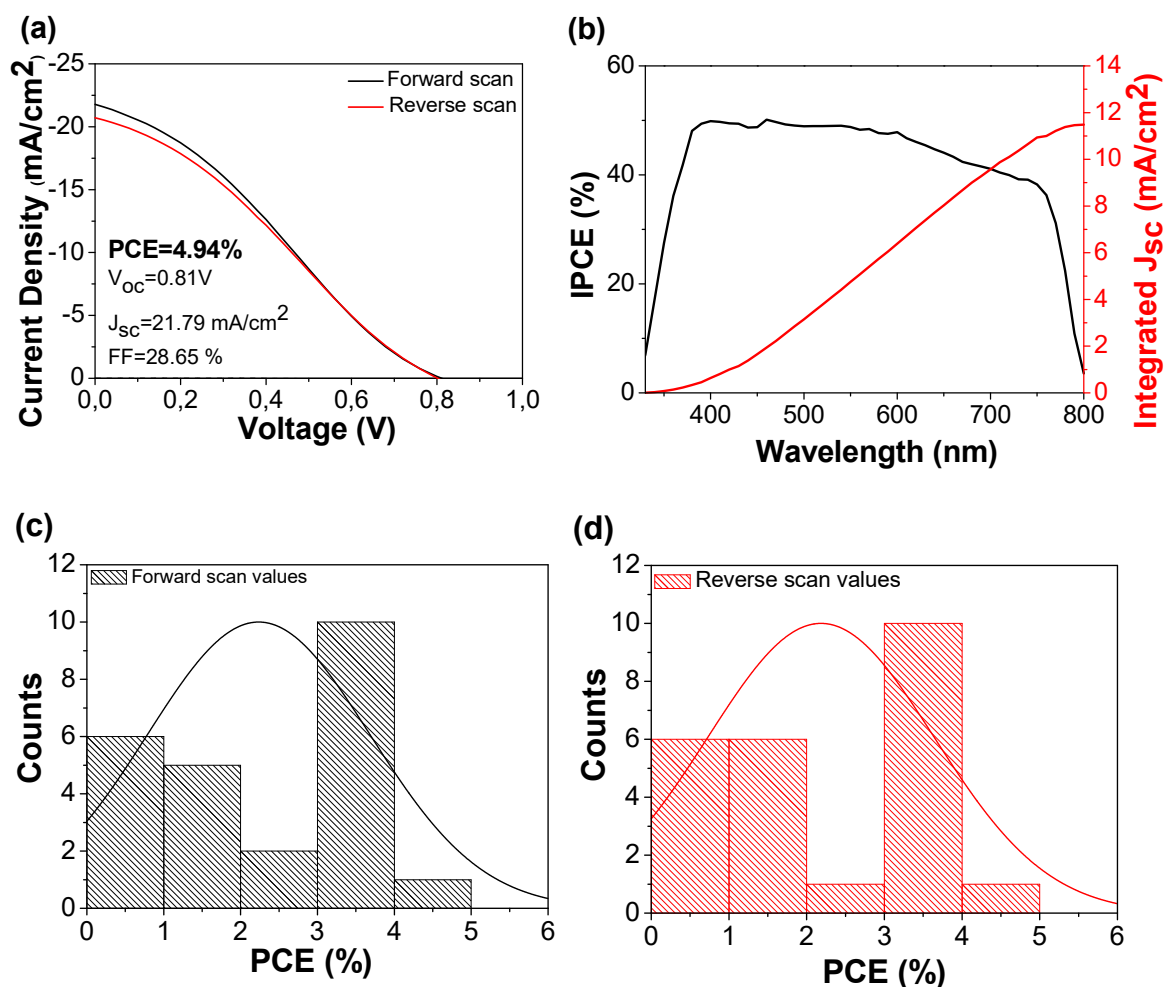 (a)
-25
-20
-15
-10
-5
0
Current Density (mA/cm2)
Forward scan
Reverse scan
PCE=4.94%
VOC=0.81V
JSC=21.79 mA/cm2
FF=28.65 %
0,0 0,2 0,4 0,6 0,8 1,0
Voltage (V)
(b)
60
40
20
0
IPCE (%)
14
12
10
8
6
4
2
0
Integrated JSC (mA/cm2)
400 500 600 700 800
Wavelength (nm)
(c)
12
10
8
6
4
2
0
Counts
Forward scan values
0 1 2 3 4 5 6
PCE (%)
(d)
12
10
8
6
4
2
0
Counts
Reverse scan values
0 1 2 3 4 5 6
PCE (%)